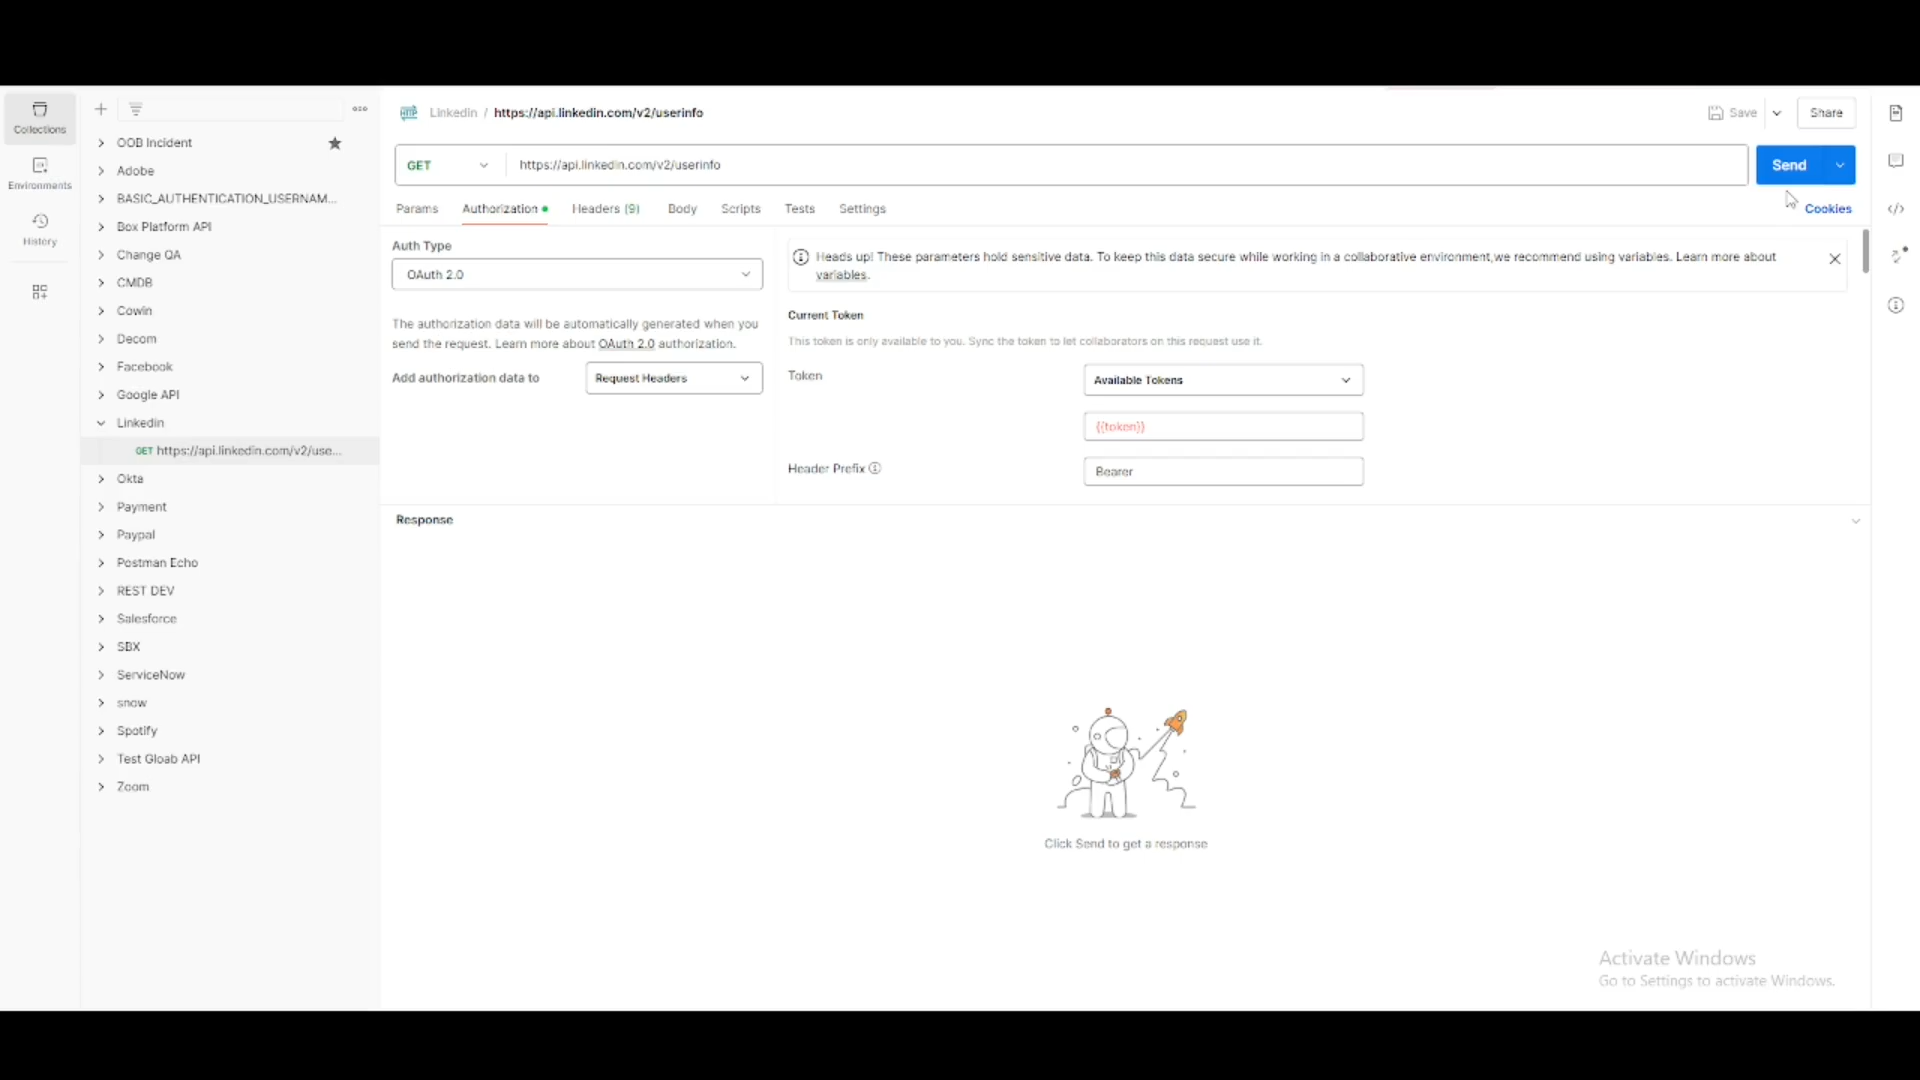 Collections
Environments
History
OOB Incident
Adobe
BASIC_AUTHENTICATION_USERNAM...
Box Platform API
Change QA
CMDB
Cowin
Decom
Facebook
Google API
Linkedin
GET https://api.linkedin.com/v2/use...
Okta
Payment
Paypal
Postman Echo
REST DEV
Salesforce
SBX
ServiceNow
snow
Spotify
Test Gloab API
Zoom
HTTP Linkedin / https://api.linkedin.com/v2/userinfo
Save
Share
GET https://api.linkedin.com/v2/userinfo
Send
Params Authorization Headers (9) Body Scripts Tests Settings
Cookies
Auth Type
OAuth 2.0
The authorization data will be automatically generated when you
send the request. Learn more about OAuth 2.0 authorization.
Add authorization data to Request Headers
Heads up! These parameters hold sensitive data. To keep this data secure while working in a collaborative environment,we recommend using variables. Learn more about
variables.
Current Token
This token is only available to you. Sync the token to let collaborators on this request use it.
Token Available Tokens
{{token}}
Header Prefix Bearer
Response
Click Send to get a response
Activate Windows
Go to Settings to activate Windows.